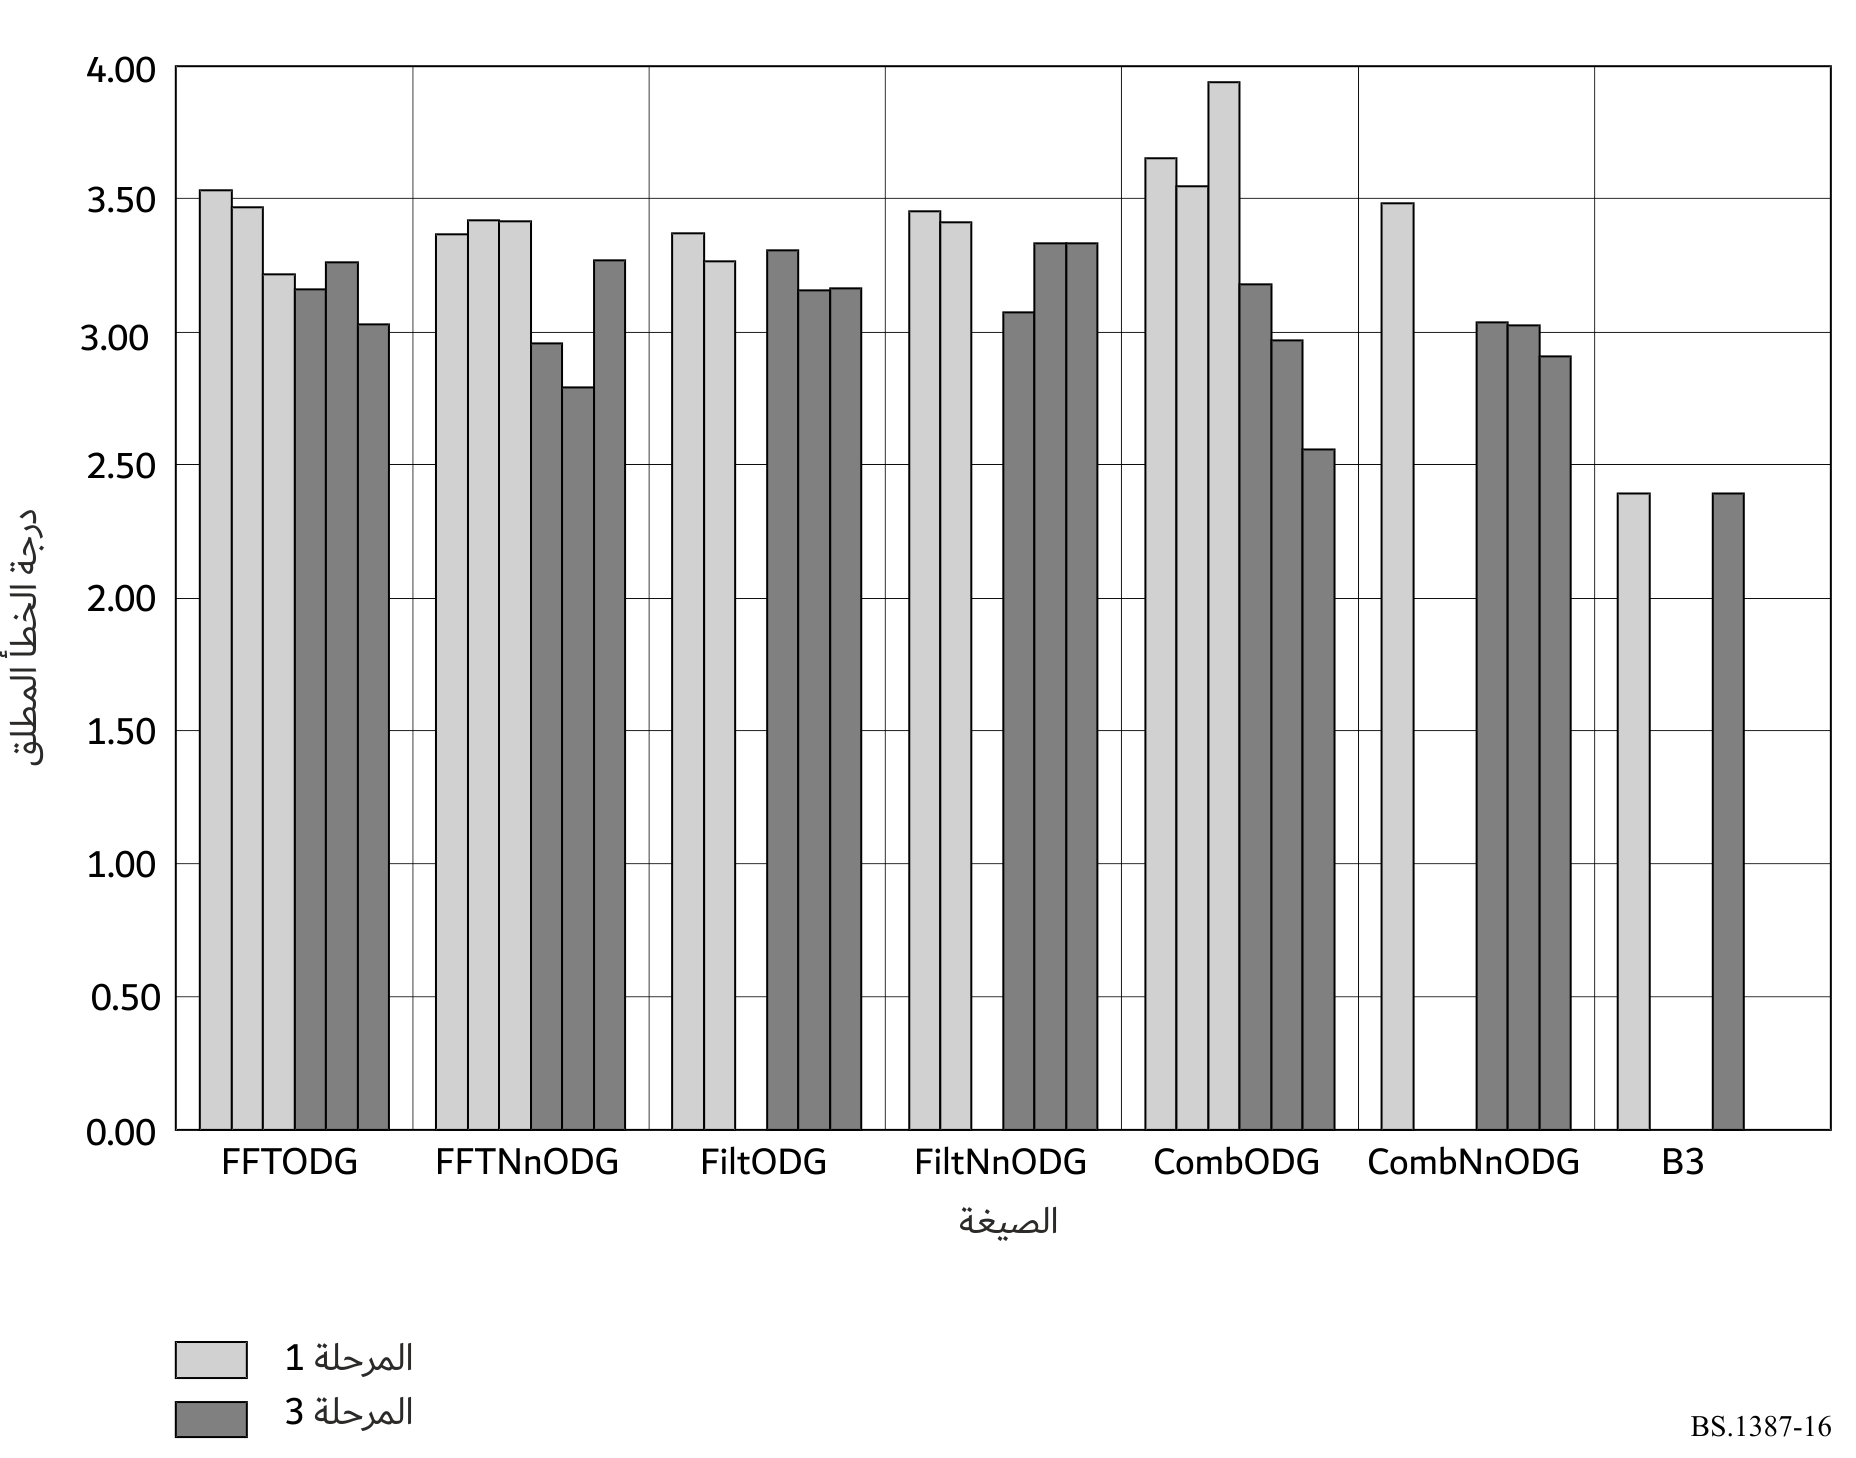 4.00
3.50
3.00
2.50
2.00
1.50
1.00
0.50
0.00
درجة الخطأ المطلق
FFTODG FFTNnODG FiltODG FiltNnODG CombODG CombNnODG B3
الصيغة
المرحلة 1
المرحلة 3
BS.1387-16